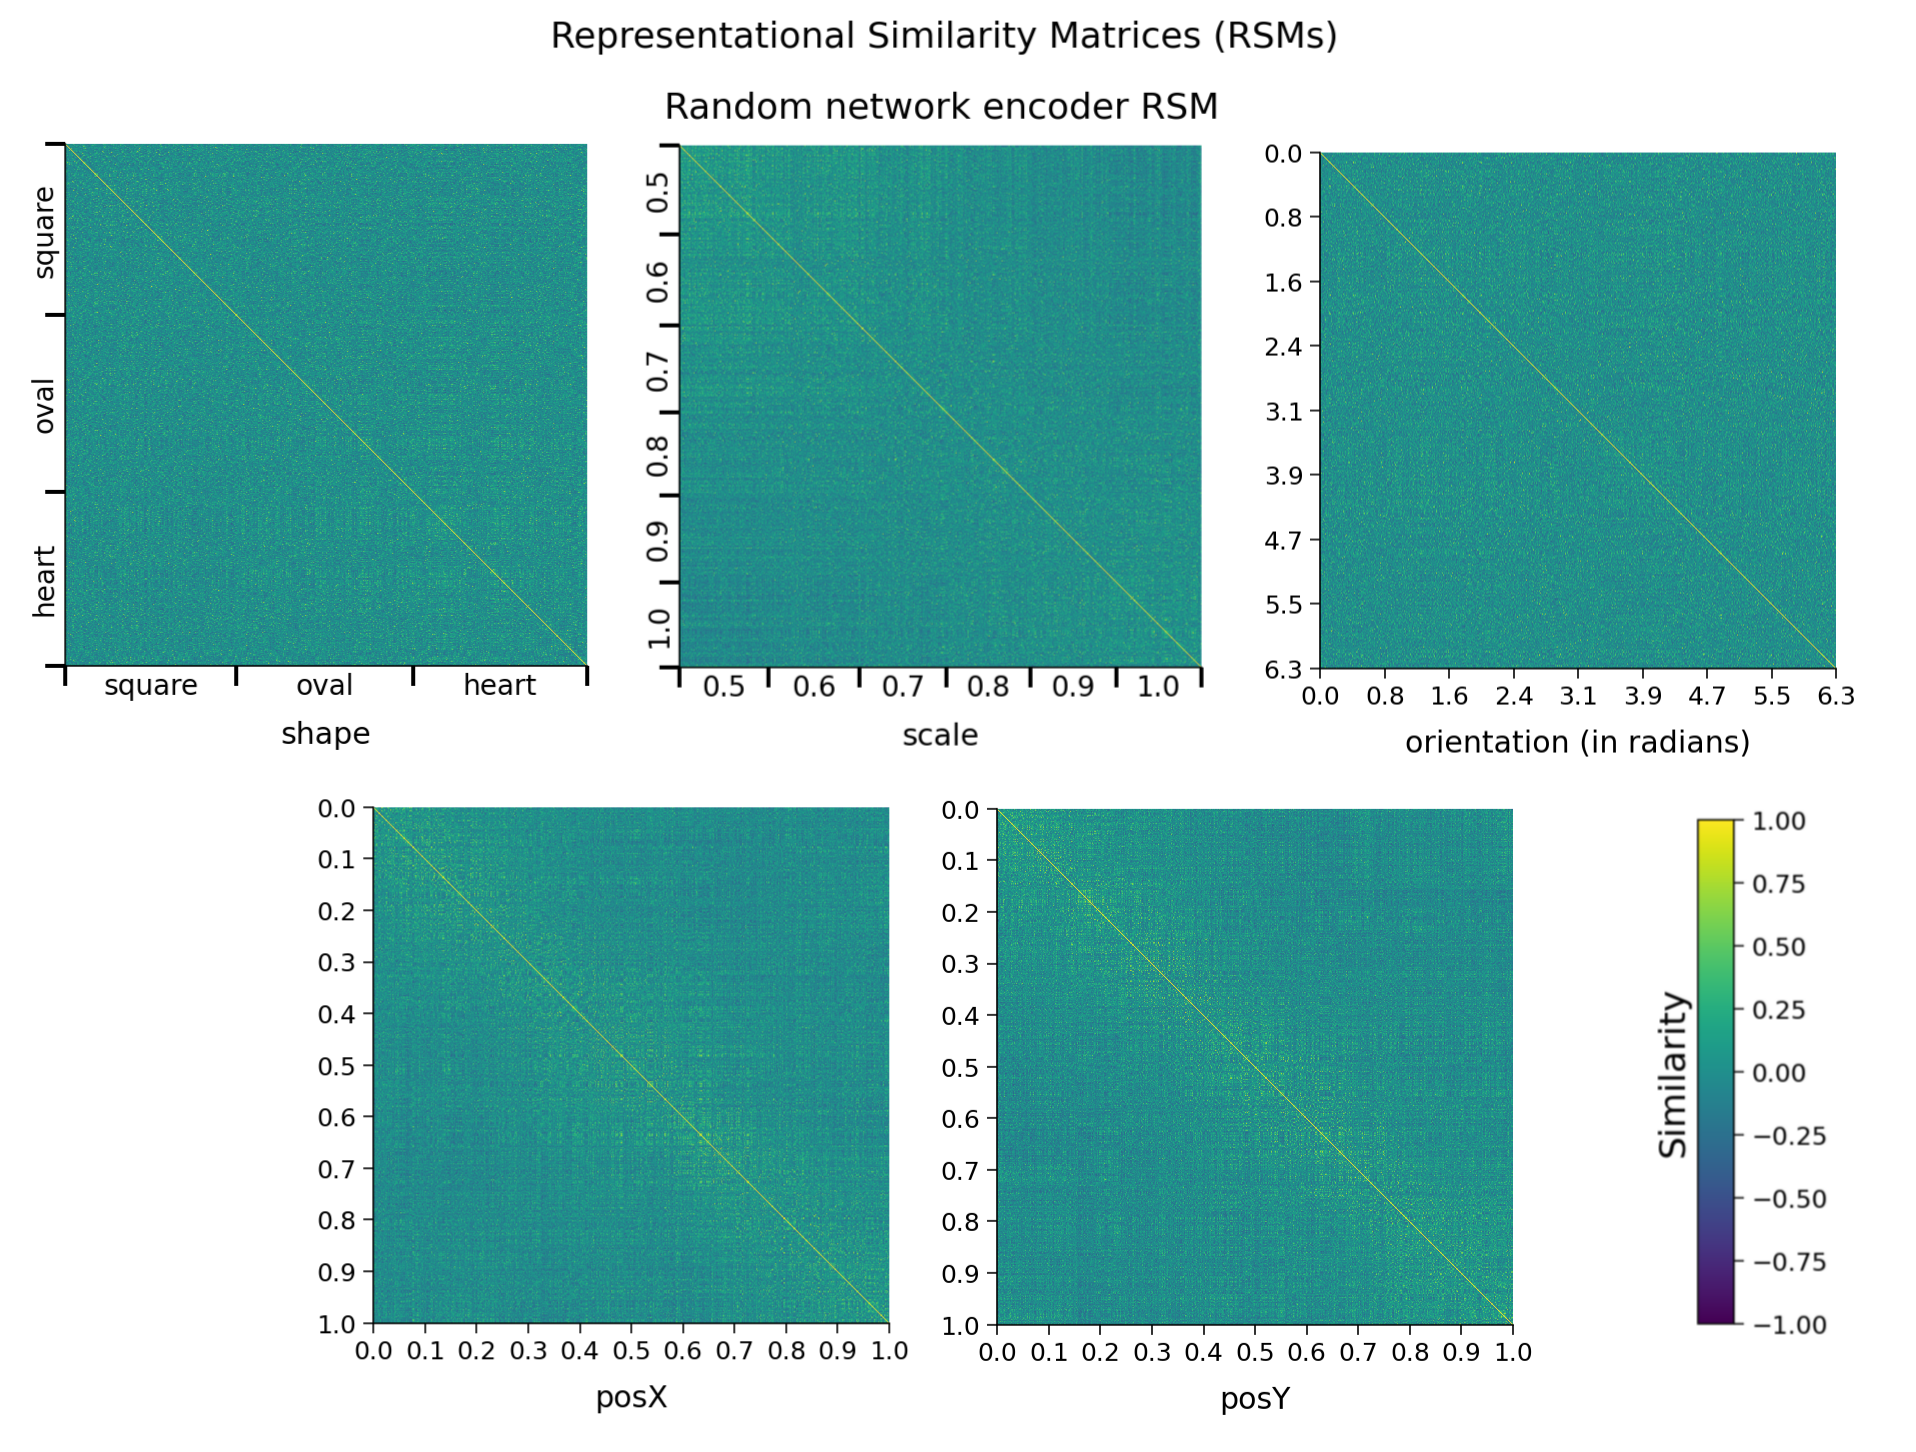 Representational Similarity Matrices (RSMs)
Random network encoder RSM
square
oval
heart
square oval heart
shape
0.5
0.6
0.7
0.8
0.9
1.0
0.5 0.6 0.7 0.8 0.9 1.0
scale
0.0
0.8
1.6
2.4
3.1
3.9
4.7
5.5
6.3
0.0 0.8 1.6 2.4 3.1 3.9 4.7 5.5 6.3
orientation (in radians)
0.0
0.1
0.2
0.3
0.4
0.5
0.6
0.7
0.8
0.9
1.0
0.0 0.1 0.2 0.3 0.4 0.5 0.6 0.7 0.8 0.9 1.0
posX
0.0
0.1
0.2
0.3
0.4
0.5
0.6
0.7
0.8
0.9
1.0
0.0 0.1 0.2 0.3 0.4 0.5 0.6 0.7 0.8 0.9 1.0
posY
Similarity
1.00
0.75
0.50
0.25
0.00
−0.25
−0.50
−0.75
−1.00